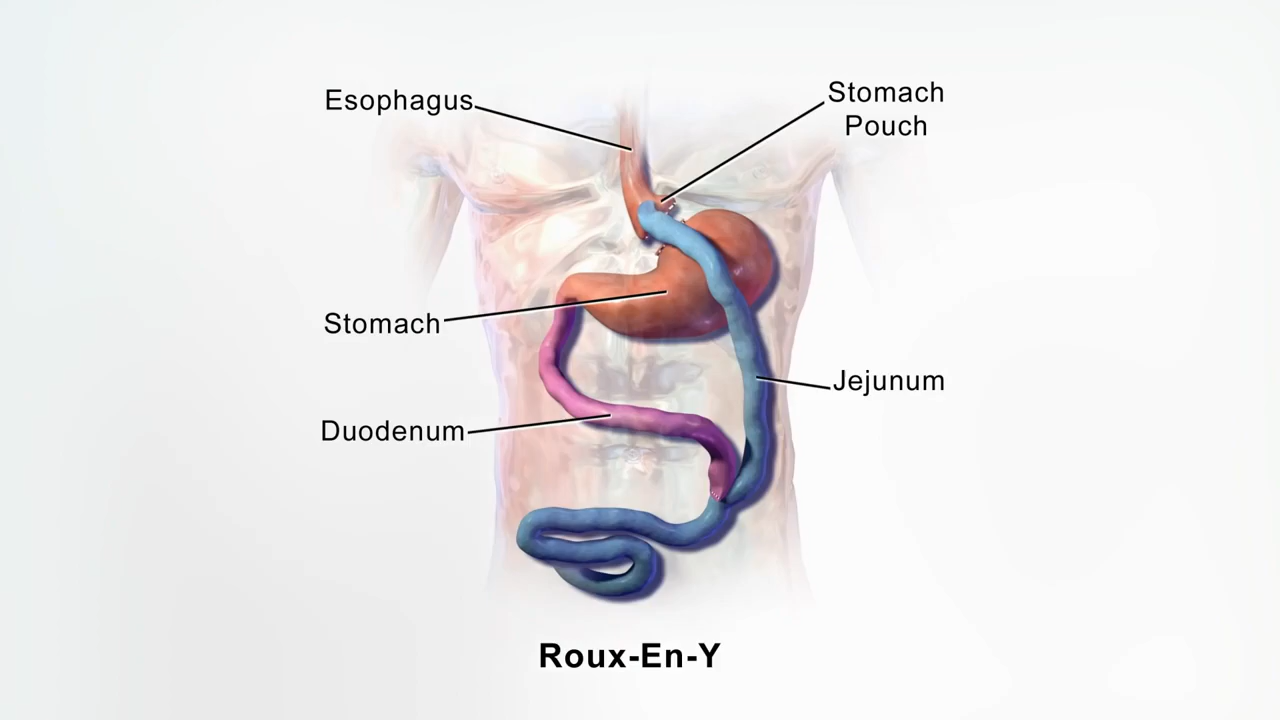 Esophagus
Stomach
Pouch
Stomach
Jejunum
Duodenum
Roux-En-Y